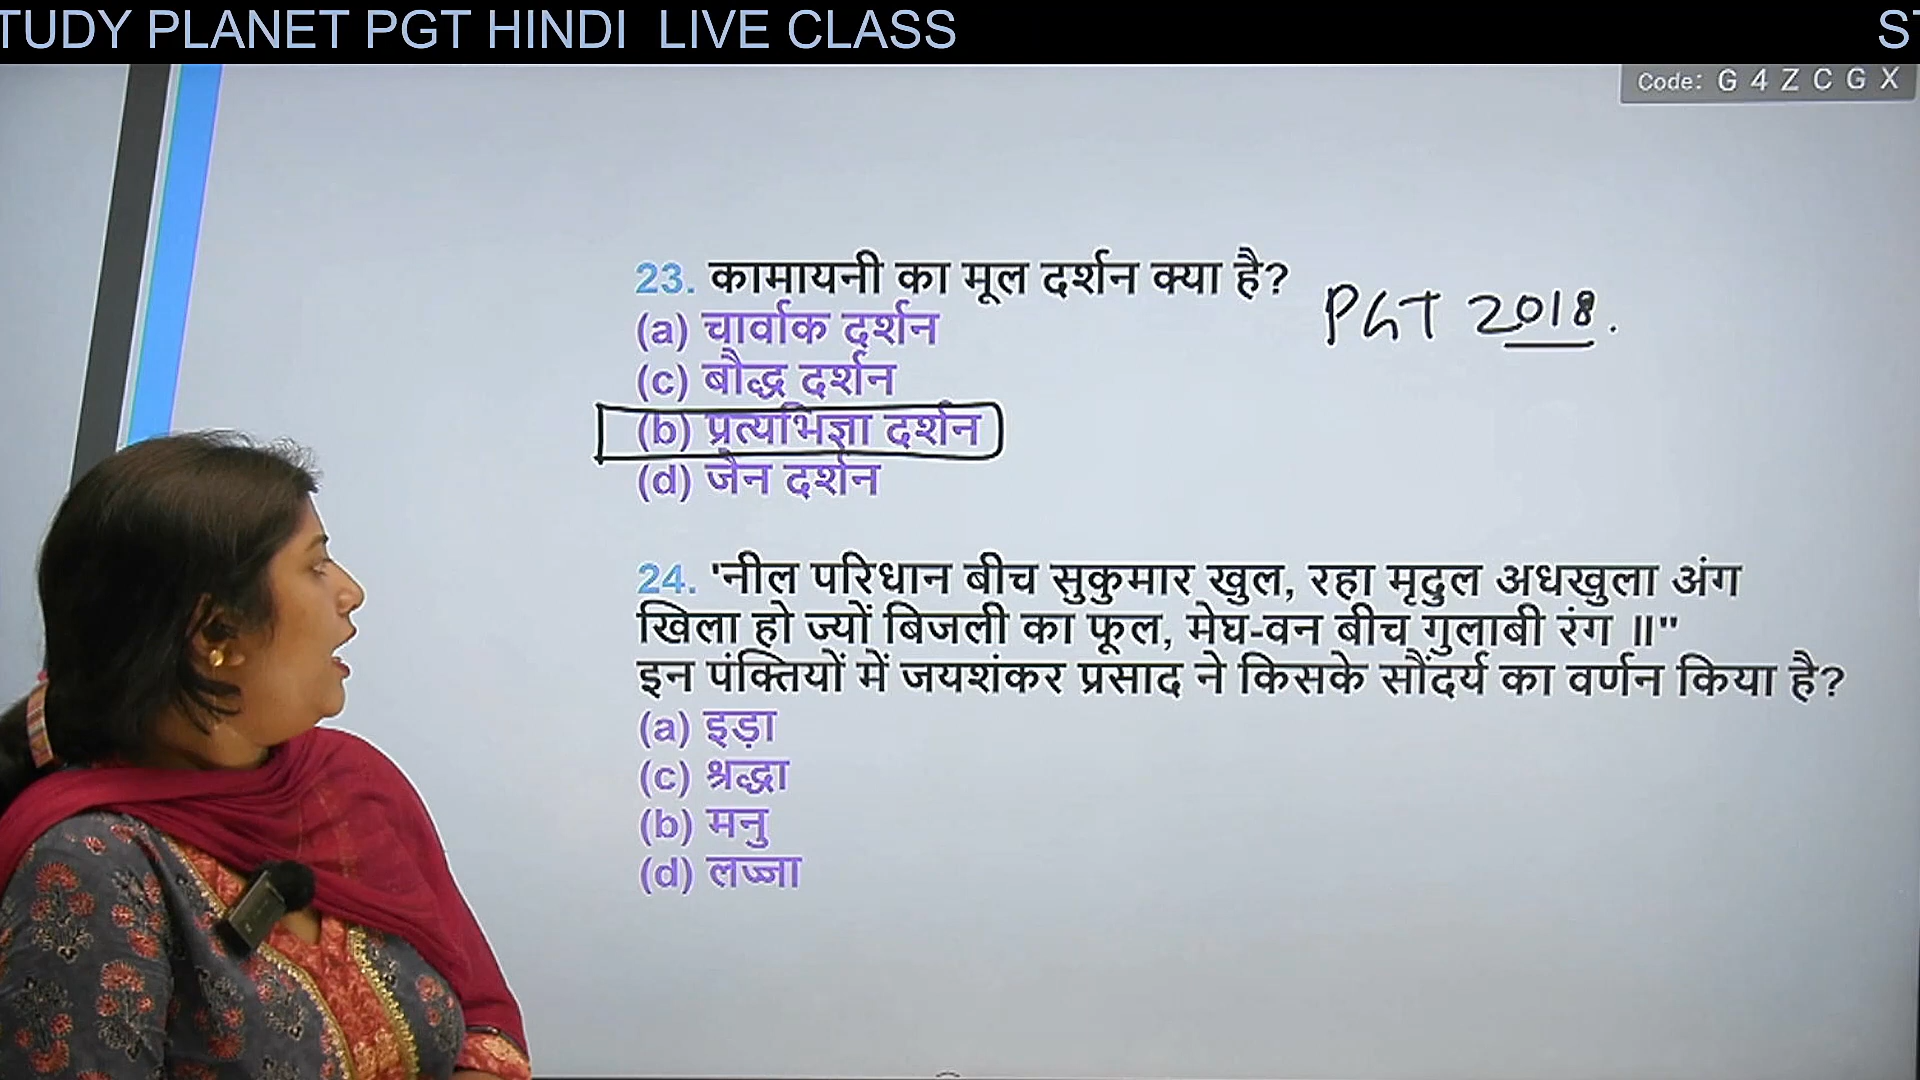 TUDY PLANET PGT HINDI LIVE CLASS
Code: G 4 Z C G X
23. कामायनी का मूल दर्शन क्या है?
PGT 2018.
(a) चार्वाक दर्शन
(c) बौद्ध दर्शन
(b) प्रत्यभिज्ञा दर्शन
(d) जैन दर्शन
24. 'नील परिधान बीच सुकुमार खुल, रहा मृदुल अधखुला अंग
खिला हो ज्यों बिजली का फूल, मेघ-वन बीच गुलाबी रंग ॥"
इन पंक्तियों में जयशंकर प्रसाद ने किसके सौंदर्य का वर्णन किया है?
(a) इड़ा
(c) श्रद्धा
(b) मनु
(d) लज्जा